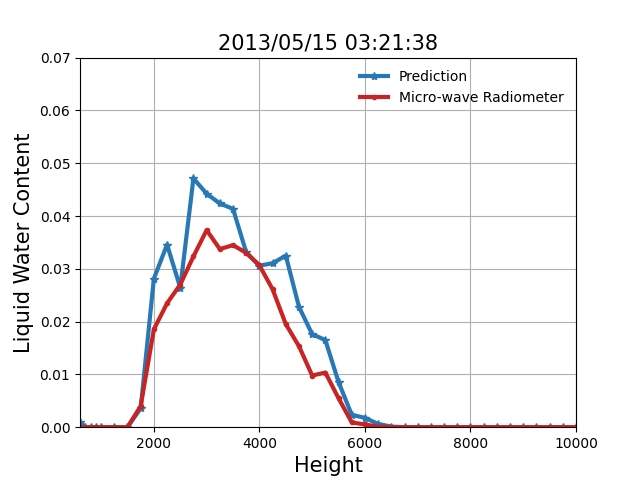 2013/05/15 03:21:38
0.07
0.06
0.05
0.04
0.03
0.02
0.01
0.00
Liquid Water Content
Prediction
Micro-wave Radiometer
2000 4000 6000 8000 10000
Height